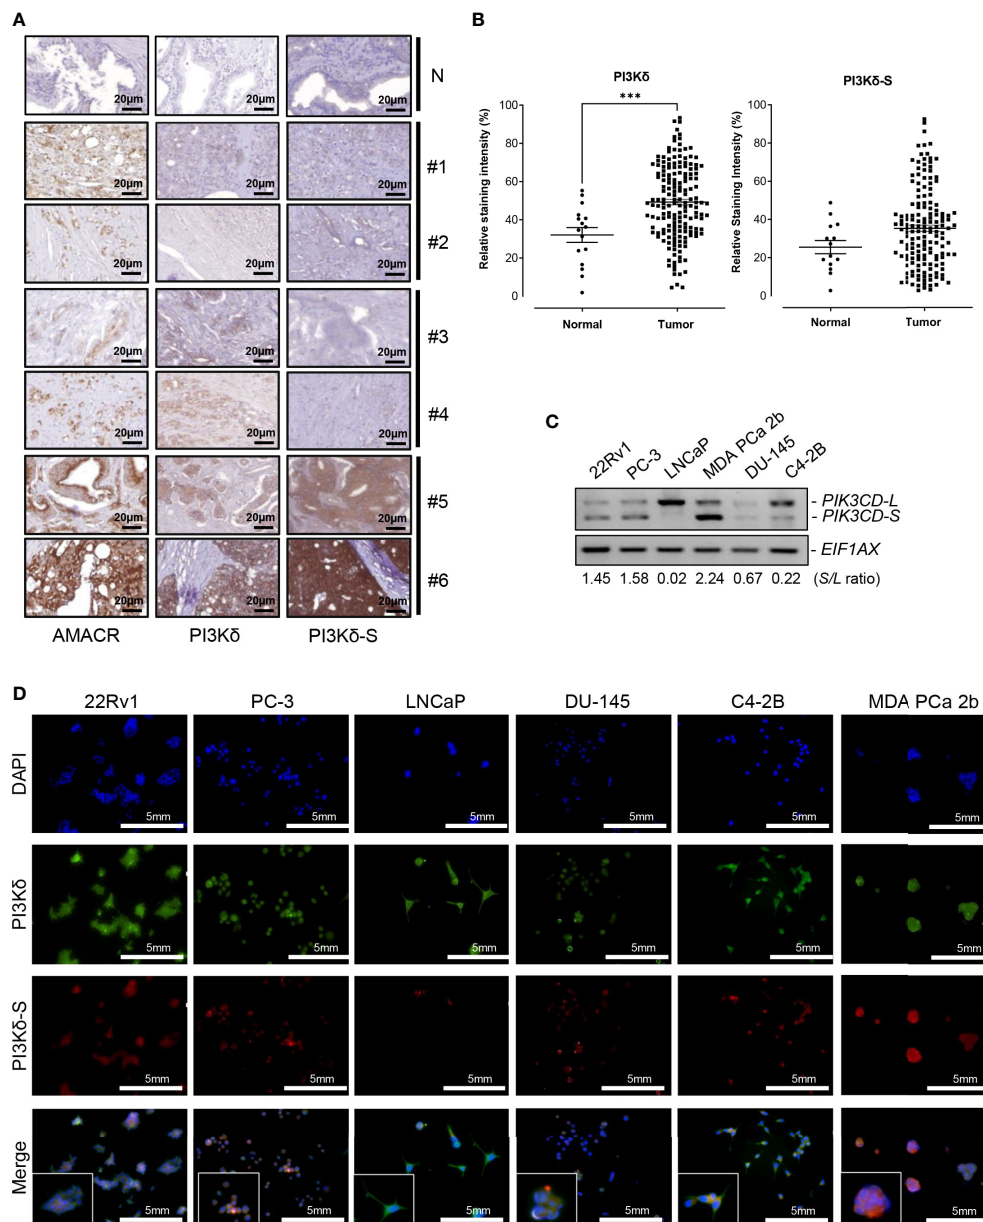 A
20µm 20µm 20µm N
20µm 20µm 20µm #1
20µm 20µm 20µm #2
20µm 20µm 20µm #3
20µm 20µm 20µm #4
20µm 20µm 20µm #5
20µm 20µm 20µm #6
AMACR PI3Kδ PI3Kδ-S
B
PI3Kδ
***
Relative staining intensity (%)
100
80
60
40
20
0
Normal Tumor
PI3Kδ-S
Relative Staining Intensity (%)
100
80
60
40
20
0
Normal Tumor
C
22Rv1 PC-3 LNCaP MDA PCa 2b DU-145 C4-2B
- PIK3CD-L
- PIK3CD-S
- EIF1AX
1.45 1.58 0.02 2.24 0.67 0.22 (S/L ratio)
D
22Rv1 PC-3 LNCaP DU-145 C4-2B MDA PCa 2b
DAPI
5mm 5mm 5mm 5mm 5mm 5mm
PI3Kδ
5mm 5mm 5mm 5mm 5mm 5mm
PI3Kδ-S
5mm 5mm 5mm 5mm 5mm 5mm
Merge
5mm 5mm 5mm 5mm 5mm 5mm